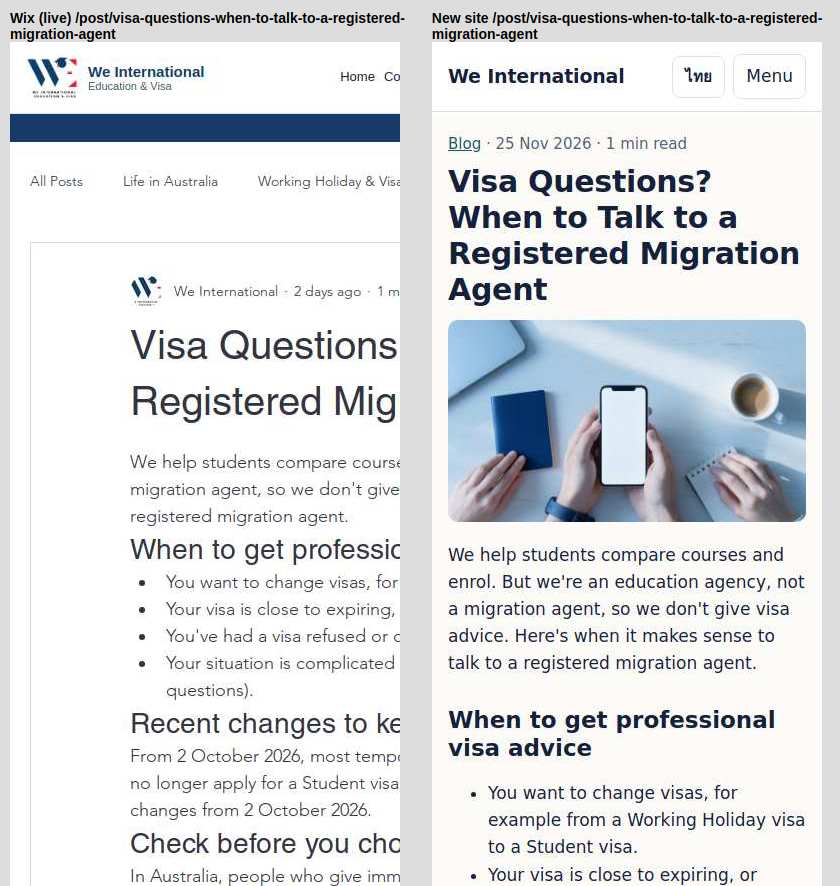 Wix (live) /post/visa-questions-when-to-talk-to-a-registered-
migration-agent
We International
Education & Visa
Home Co
All Posts Life in Australia Working Holiday & Visa
We International · 2 days ago · 1 m
Visa Questions
Registered Mig
We help students compare course
migration agent, so we don't give
registered migration agent.
When to get professio
You want to change visas, for
Your visa is close to expiring,
You've had a visa refused or c
Your situation is complicated
questions).
Recent changes to ke
From 2 October 2026, most tempo
no longer apply for a Student visa
changes from 2 October 2026.
Check before you cho
In Australia, people who give imm
New site /post/visa-questions-when-to-talk-to-a-registered-
migration-agent
We International
ไทย
Menu
Blog · 25 Nov 2026 · 1 min read
Visa Questions?
When to Talk to a
Registered Migration
Agent
We help students compare courses and
enrol. But we're an education agency, not
a migration agent, so we don't give visa
advice. Here's when it makes sense to
talk to a registered migration agent.
When to get professional
visa advice
You want to change visas, for
example from a Working Holiday visa
to a Student visa.
Your visa is close to expiring, or